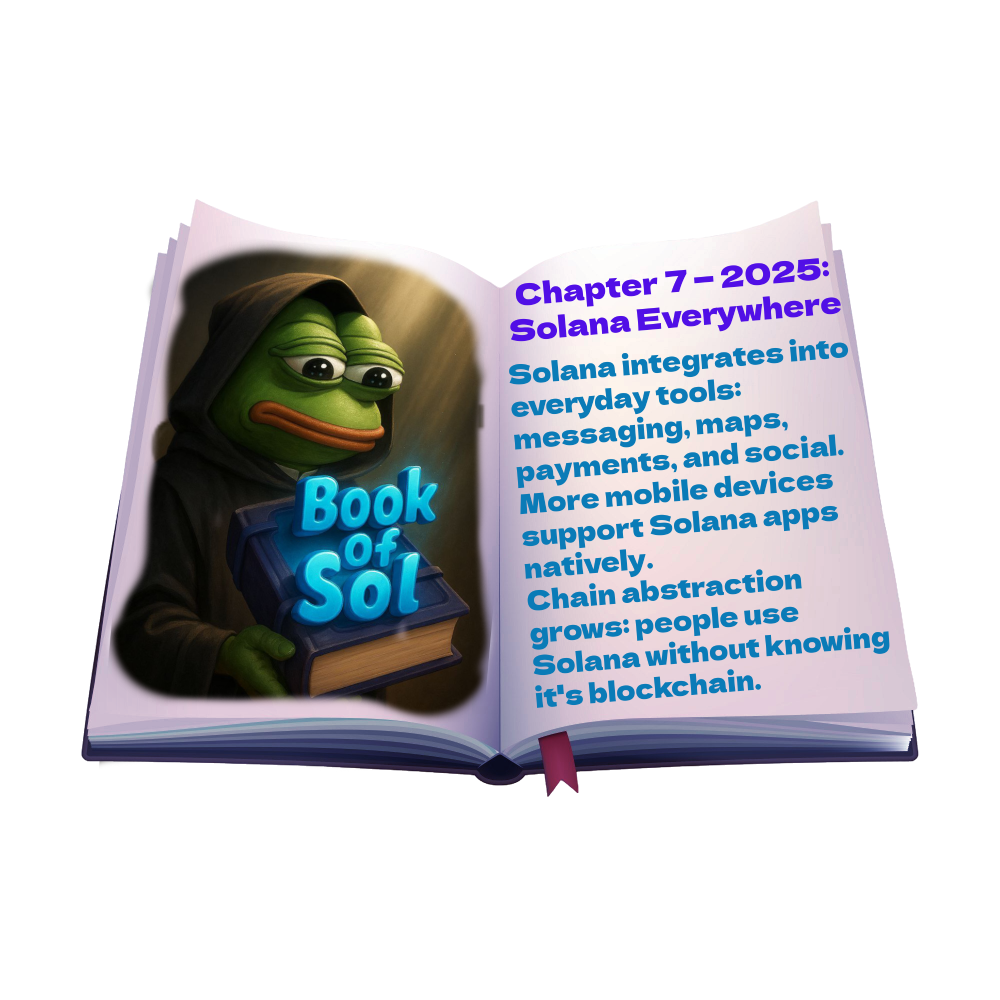 Book
of
Sol
Chapter 7 – 2025:
Solana Everywhere
Solana integrates into
everyday tools:
messaging, maps,
payments, and social.
More mobile devices
support Solana apps
natively.
Chain abstraction
grows: people use
Solana without knowing
it's blockchain.